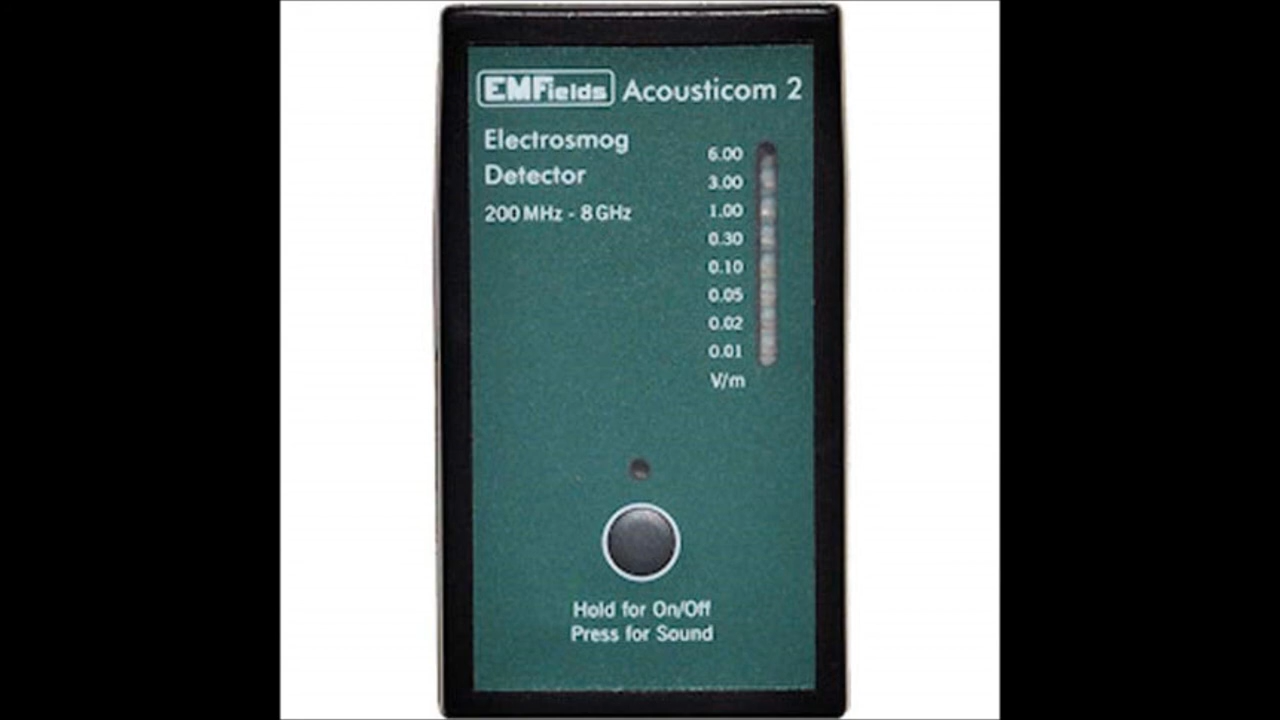 EMFields Acousticom 2
Electrosmog
Detector
200 MHz - 8 GHz
6.00
3.00
1.00
0.30
0.10
0.05
0.02
0.01
V/m
Hold for On/Off
Press for Sound